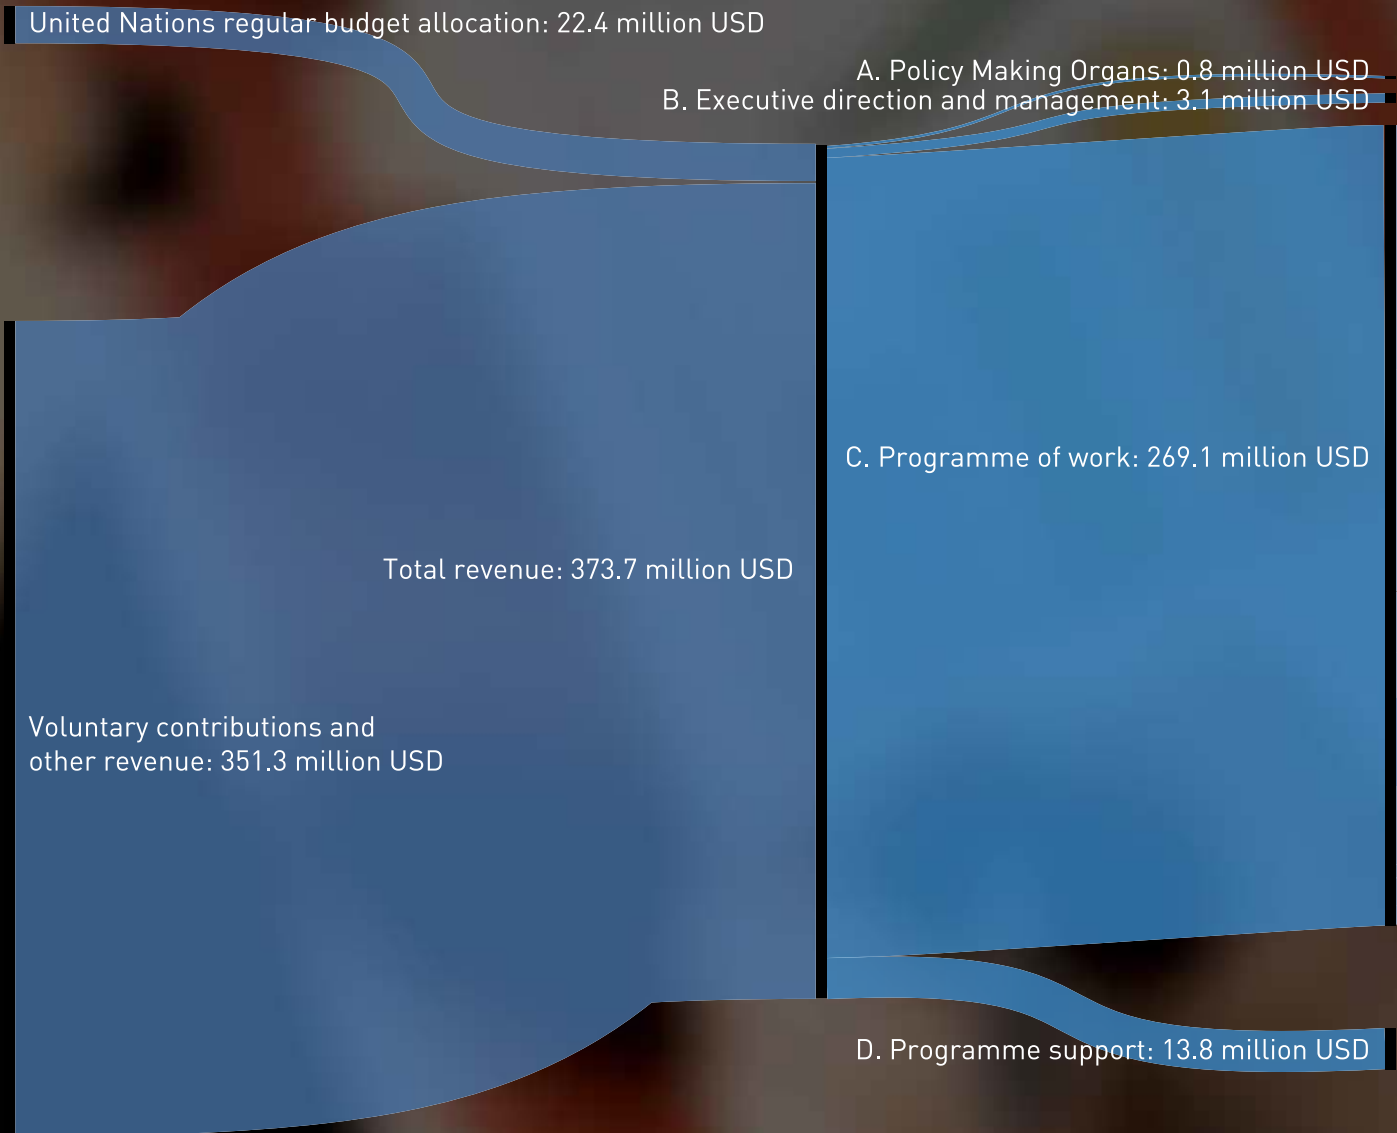 United Nations regular budget allocation: 22.4 million USD
A. Policy Making Organs: 0.8 million USD
B. Executive direction and management: 3.1 million USD
C. Programme of work: 269.1 million USD
Total revenue: 373.7 million USD
Voluntary contributions and
other revenue: 351.3 million USD
D. Programme support: 13.8 million USD